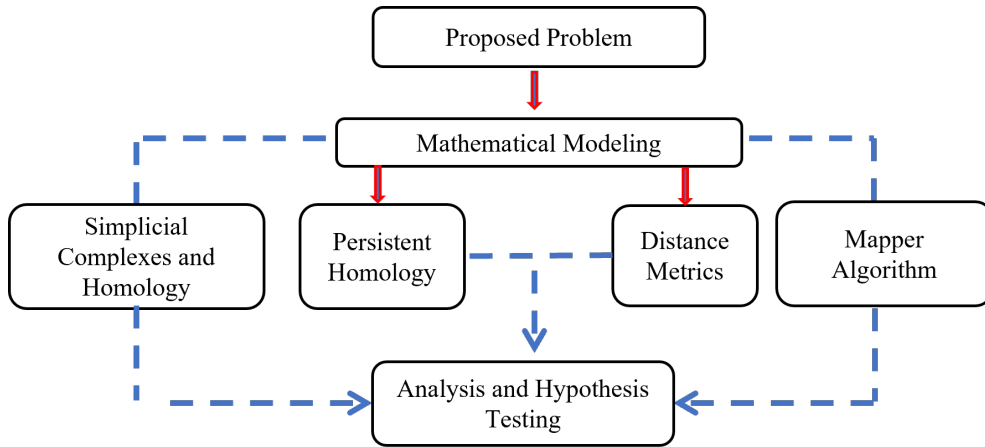 Proposed Problem
Mathematical Modeling
Simplicial
Complexes and
Homology
Persistent
Homology
Distance
Metrics
Mapper
Algorithm
Analysis and Hypothesis
Testing